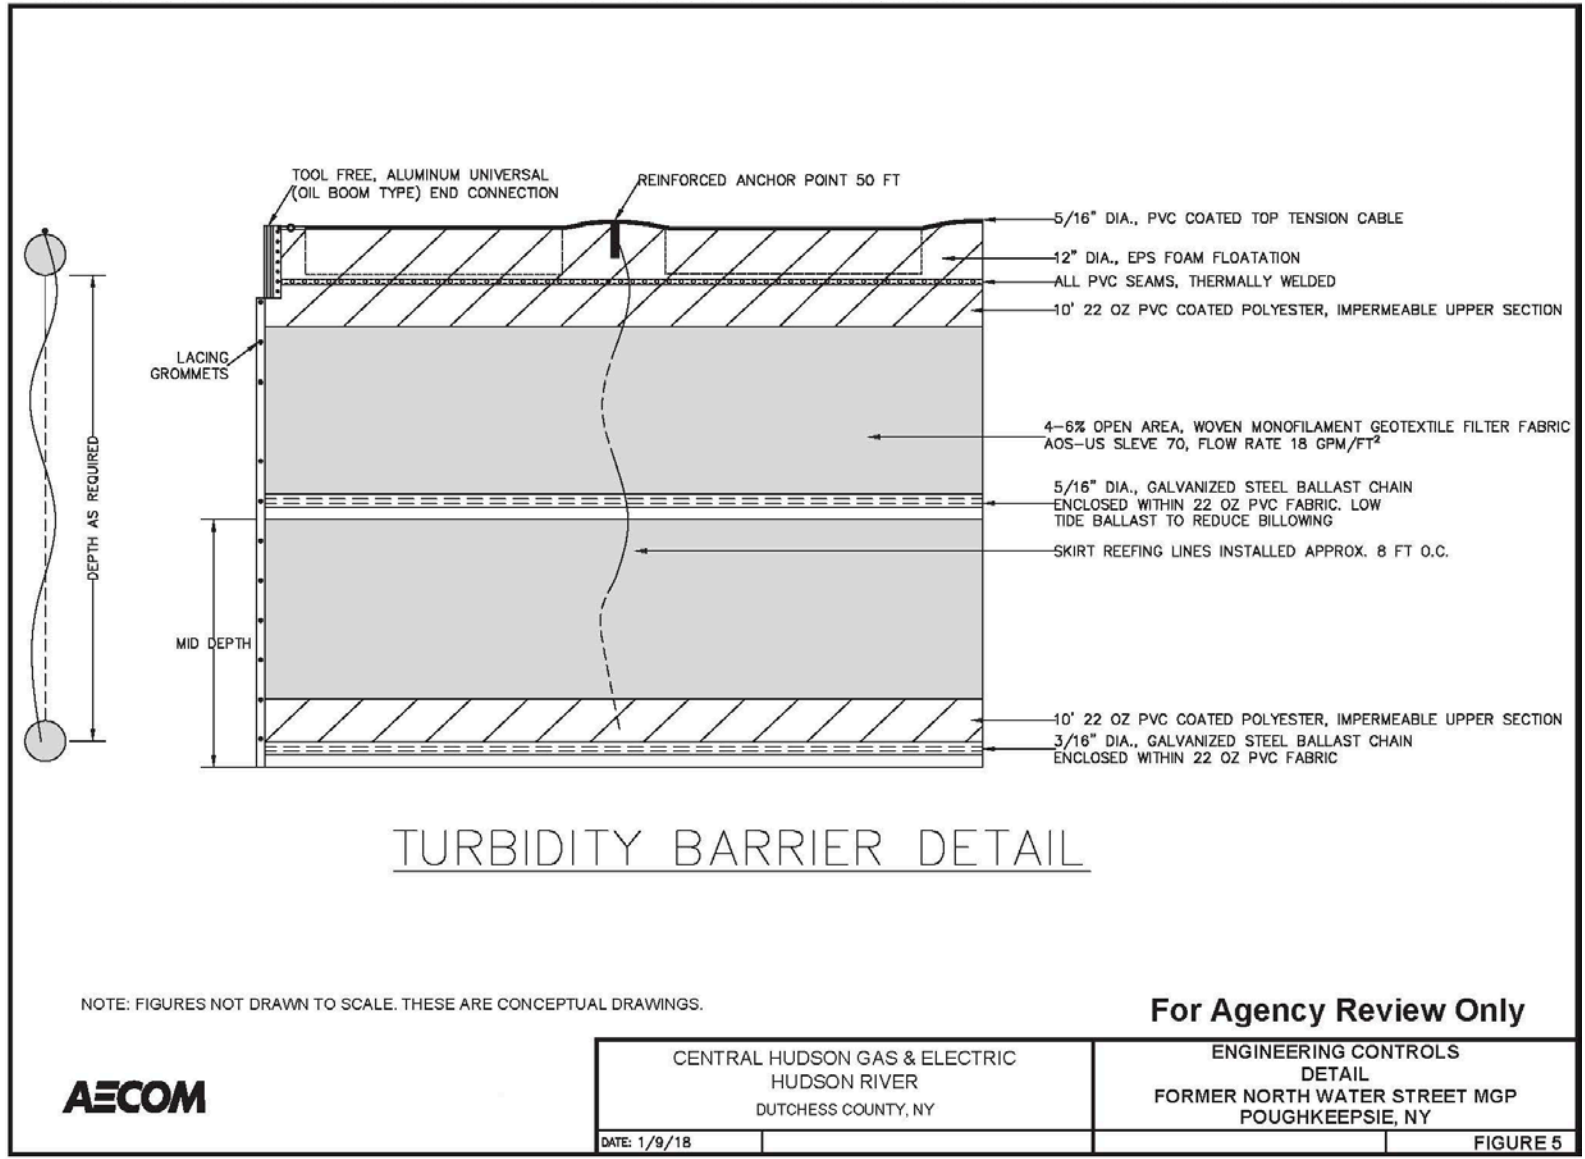 TOOL FREE, ALUMINUM UNIVERSAL
(OIL BOOM TYPE) END CONNECTION
REINFORCED ANCHOR POINT 50 FT
5/16" DIA., PVC COATED TOP TENSION CABLE
12" DIA., EPS FOAM FLOATATION
ALL PVC SEAMS, THERMALLY WELDED
10' 22 OZ PVC COATED POLYESTER, IMPERMEABLE UPPER SECTION
LACING
GROMMETS
4-6% OPEN AREA, WOVEN MONOFILAMENT GEOTEXTILE FILTER FABRIC
AOS-US SLEVE 70, FLOW RATE 18 GPM/FT²
DEPTH AS REQUIRED
5/16" DIA., GALVANIZED STEEL BALLAST CHAIN
ENCLOSED WITHIN 22 OZ PVC FABRIC. LOW
TIDE BALLAST TO REDUCE BILLOWING
SKIRT REEFING LINES INSTALLED APPROX. 8 FT O.C.
MID DEPTH
10' 22 OZ PVC COATED POLYESTER, IMPERMEABLE UPPER SECTION
3/16" DIA., GALVANIZED STEEL BALLAST CHAIN
ENCLOSED WITHIN 22 OZ PVC FABRIC
TURBIDITY BARRIER DETAIL
NOTE: FIGURES NOT DRAWN TO SCALE. THESE ARE CONCEPTUAL DRAWINGS.
For Agency Review Only
AECOM
CENTRAL HUDSON GAS & ELECTRIC
HUDSON RIVER
DUTCHESS COUNTY, NY
DATE: 1/9/18
ENGINEERING CONTROLS
DETAIL
FORMER NORTH WATER STREET MGP
POUGHKEEPSIE, NY
FIGURE 5